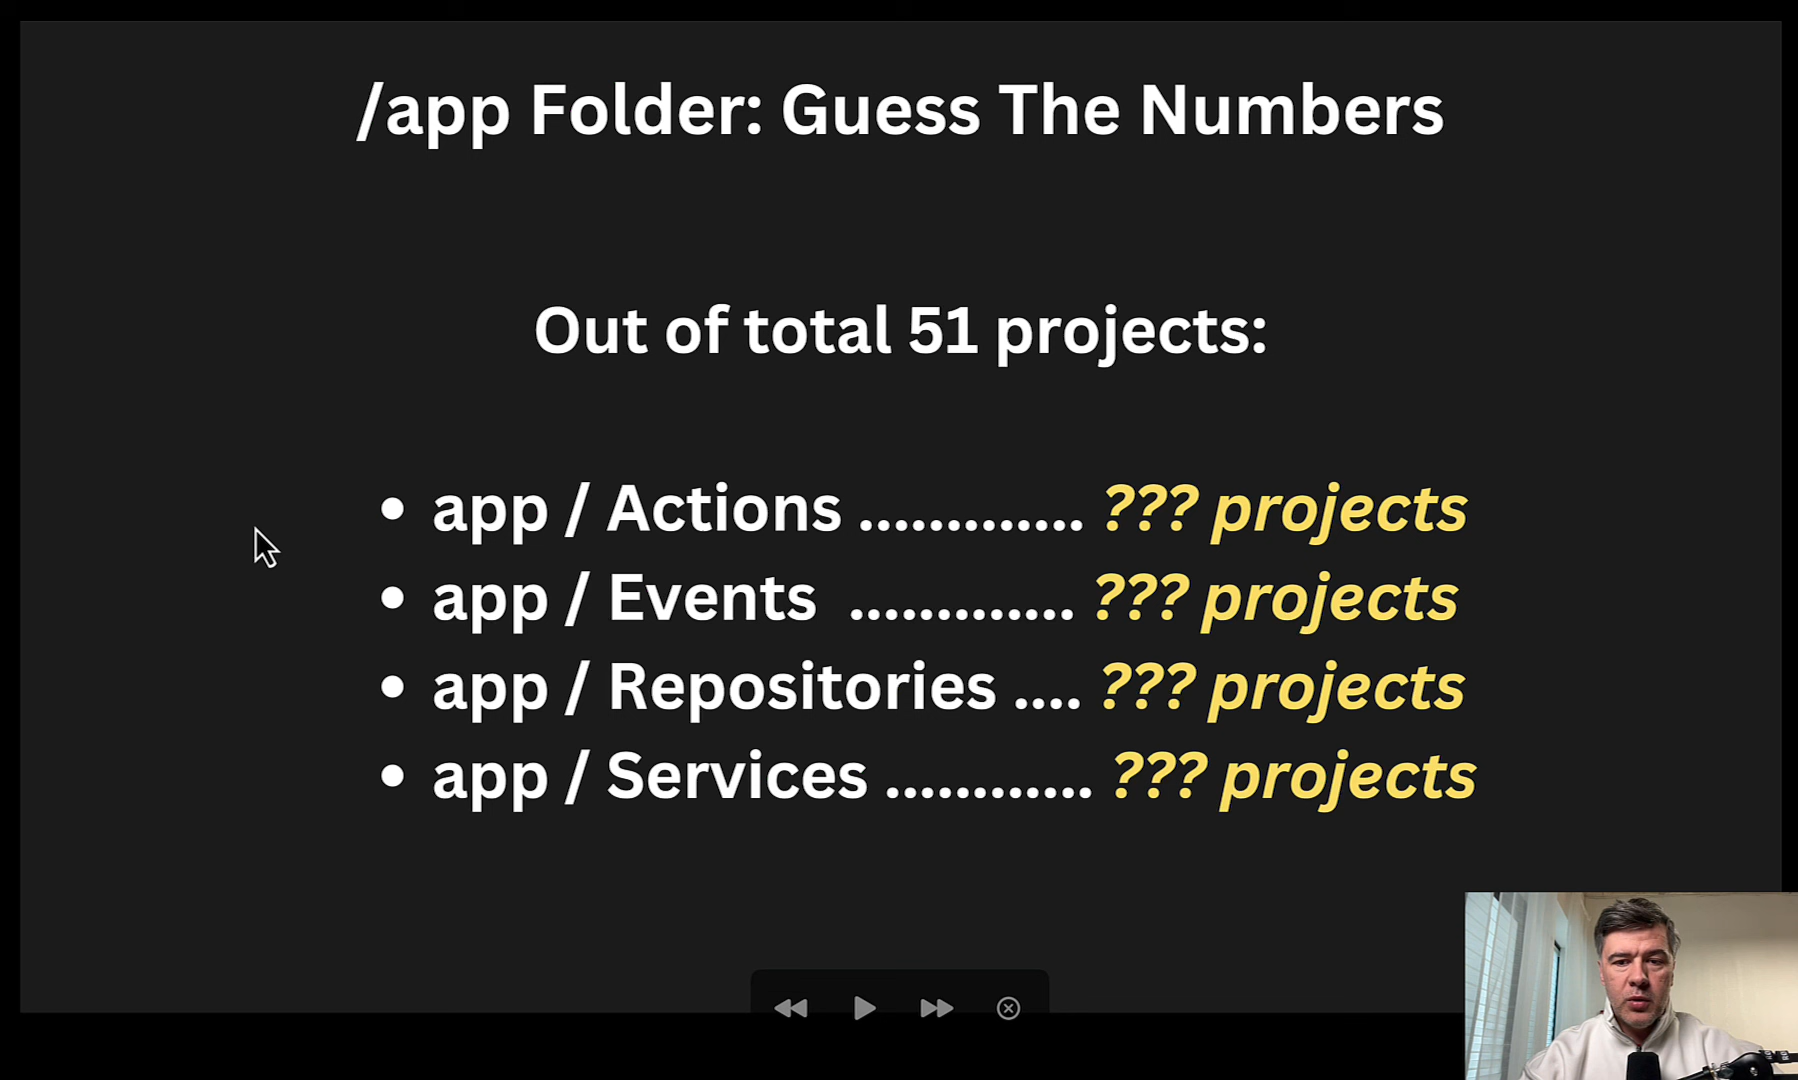 /app Folder: Guess The Numbers
Out of total 51 projects:
• app / Actions ............. ??? projects
• app / Events ............. ??? projects
• app / Repositories .... ??? projects
• app / Services ............ ??? projects